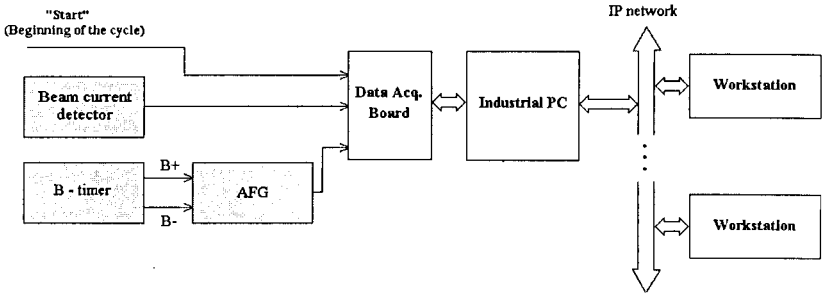 "Start"
(Beginning of the cycle)
IP network
Beam current
detector
Data Acq.
Board
Industrial PC
Workstation
B - timer
B+
B-
AFG
Workstation